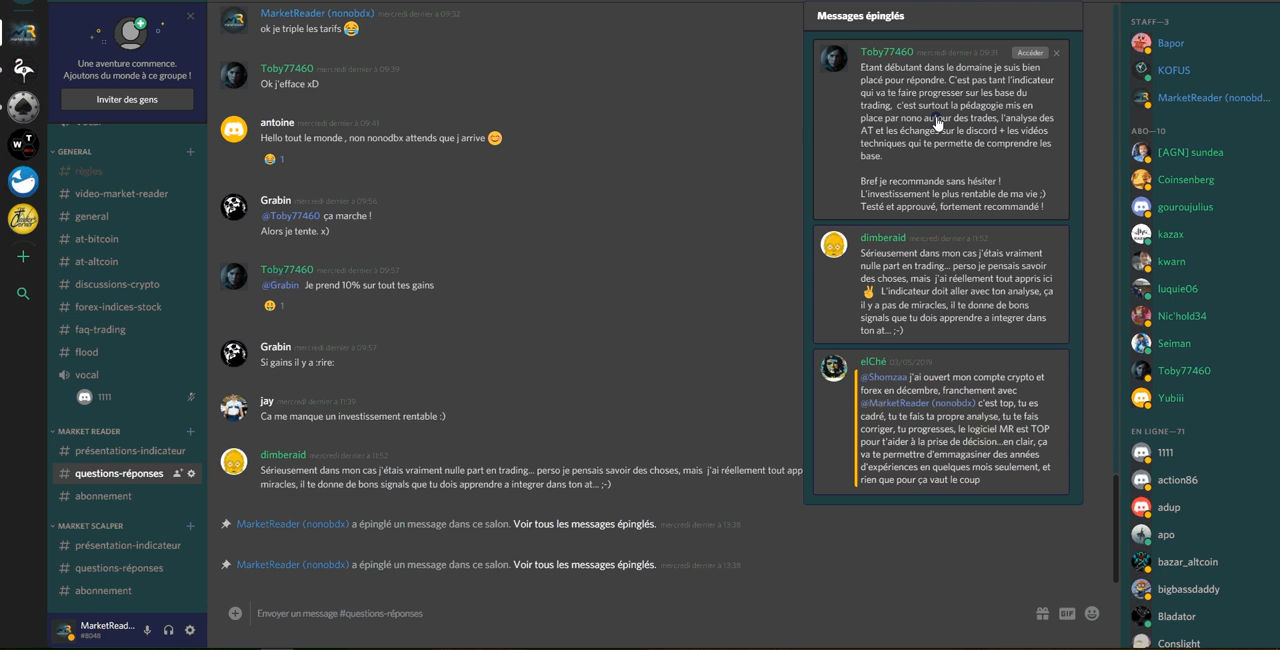 Une aventure commence.
Ajoutons du monde à ce groupe !
Inviter des gens
GENERAL
règles
video-market-reader
general
at-bitcoin
at-altcoin
discussions-crypto
forex-indices-stock
faq-trading
flood
vocal
1111
MARKET READER
présentations-indicateur
questions-réponses
abonnement
MARKET SCALPER
présentation-indicateur
questions-réponses
abonnement
MarketRead...
#8048
MarketReader (nonobdx) mercredi dernier à 09:32
ok je triple les tarifs 😂
Toby77460 mercredi dernier à 09:39
Ok j'efface xD
antoine mercredi dernier à 09:41
Hello tout le monde , non nonodbx attends que j arrive 😊
😂 1
Grabin mercredi dernier à 09:56
@Toby77460 ça marche !
Alors je tente. x)
Toby77460 mercredi dernier à 09:57
@Grabin Je prend 10% sur tout tes gains
1
Grabin mercredi dernier à 09:57
Si gains il y a :rire:
jay mercredi dernier à 11:39
Ca me manque un investissement rentable :)
dimberaid mercredi dernier à 11:52
Sérieusement dans mon cas j'étais vraiment nulle part en trading... perso je pensais savoir des choses, mais j'ai réellement tout app
miracles, il te donne de bons signals que tu dois apprendre a integrer dans ton at... ;-)
MarketReader (nonobdx) a épinglé un message dans ce salon. Voir tous les messages épinglés. mercredi dernier à 13:38
MarketReader (nonobdx) a épinglé un message dans ce salon. Voir tous les messages épinglés. mercredi dernier à 13:38
Envoyer un message #questions-réponses
GIF
Messages épinglés
Toby77460 mercredi dernier à 09:31 Accéder
Etant débutant dans le domaine je suis bien
placé pour répondre. C'est pas tant l'indicateur
qui va te faire progresser sur les base du
trading, c'est surtout la pédagogie mis en
place par nono autour des trades, l'analyse des
AT et les échanges sur le discord + les vidéos
techniques qui te permette de comprendre les
base.
Bref je recommande sans hésiter !
L'investissement le plus rentable de ma vie ;)
Testé et approuvé, fortement recommandé !
dimberaid mercredi dernier à 11:52
Sérieusement dans mon cas j'étais vraiment
nulle part en trading... perso je pensais savoir
des choses, mais j'ai réellement tout appris ici
✌ L'indicateur doit aller avec ton analyse, ça
il y a pas de miracles, il te donne de bons
signals que tu dois apprendre a integrer dans
ton at... ;-)
elChé 03/05/2019
@Shomzaa j'ai ouvert mon compte crypto et
forex en décembre, franchement avec
@MarketReader (nonobdx) c'est top, tu es
cadré, tu te fais ta propre analyse, tu te fais
corriger, tu progresses, le logiciel MR est TOP
pour t'aider à la prise de décision...en clair, ça
va te permettre d'emmagasiner des années
d'expériences en quelques mois seulement, et
rien que pour ça vaut le coup
STAFF—3
Bapor
KOFUS
MarketReader (nonobd...
ABO—10
[AGN] sundea
Coinsenberg
gouroujulius
kazax
kwarn
luquie06
Nic'hold34
Seiman
Toby77460
Yubiii
EN LIGNE—71
1111
action86
adup
apo
bazar_altcoin
bigbassdaddy
Bladator
Conslight